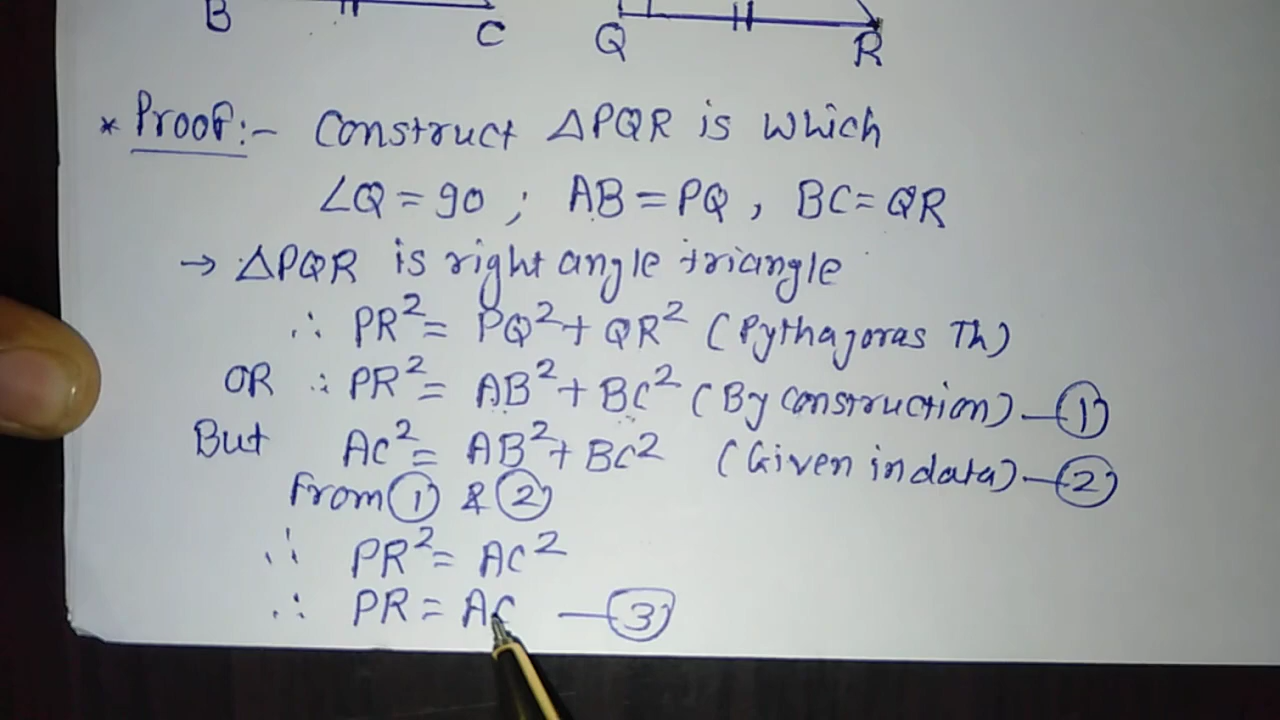 B C Q R
* Proof:- Construct △PQR is which
∠Q = 90 ; AB = PQ , BC = QR
→ △PQR is right angle triangle
∴ PR² = PQ² + QR² (Pythagoras Th)
OR ∴ PR² = AB² + BC² (By construction) — ①
But AC² = AB² + BC² (Given in data) — ②
From ① & ②
∴ PR² = AC²
∴ PR = AC — ③